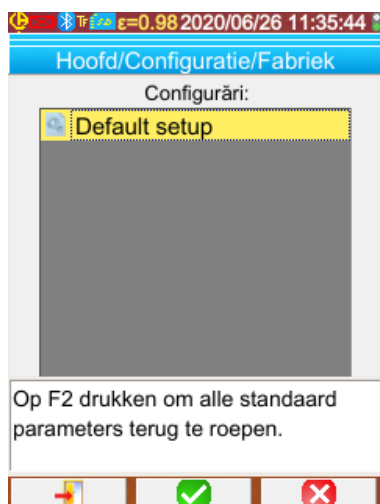 Tr ε=0.98 2020/06/26 11:35:44
Hoofd/Configuratie/Fabriek
Configurări:
Default setup
Op F2 drukken om alle standaard
parameters terug te roepen.